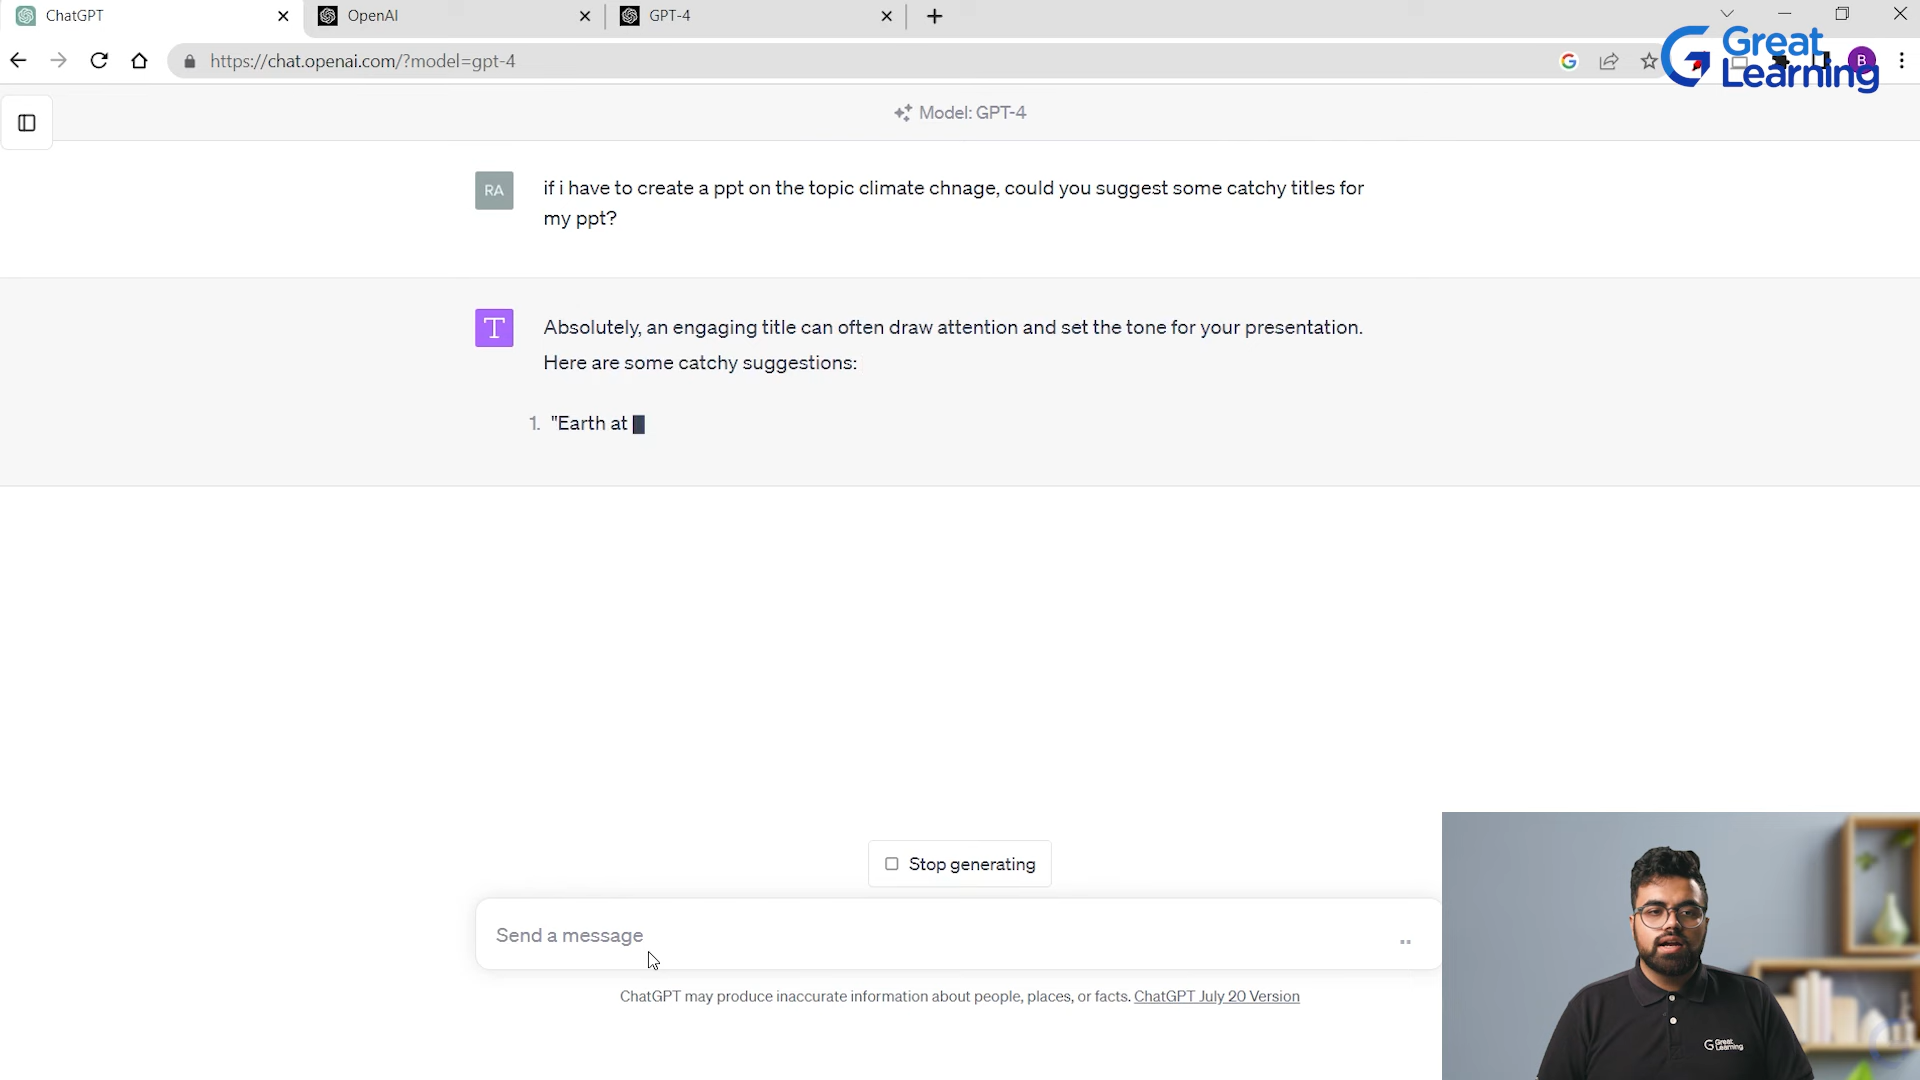 ChatGPT
OpenAI
GPT-4
https://chat.openai.com/?model=gpt-4
B
Great
Learning
Model: GPT-4
RA
if i have to create a ppt on the topic climate chnage, could you suggest some catchy titles for
my ppt?
T
Absolutely, an engaging title can often draw attention and set the tone for your presentation.
Here are some catchy suggestions:
1. "Earth at
Stop generating
Send a message
ChatGPT may produce inaccurate information about people, places, or facts. ChatGPT July 20 Version
Great
Learning